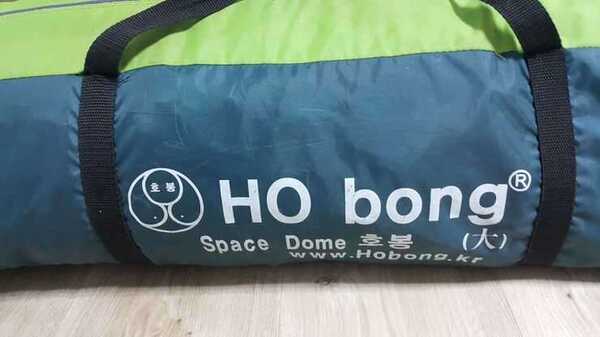 호봉
HO bong®
Space Dome 호봉 (大)
www.Hobong.kr